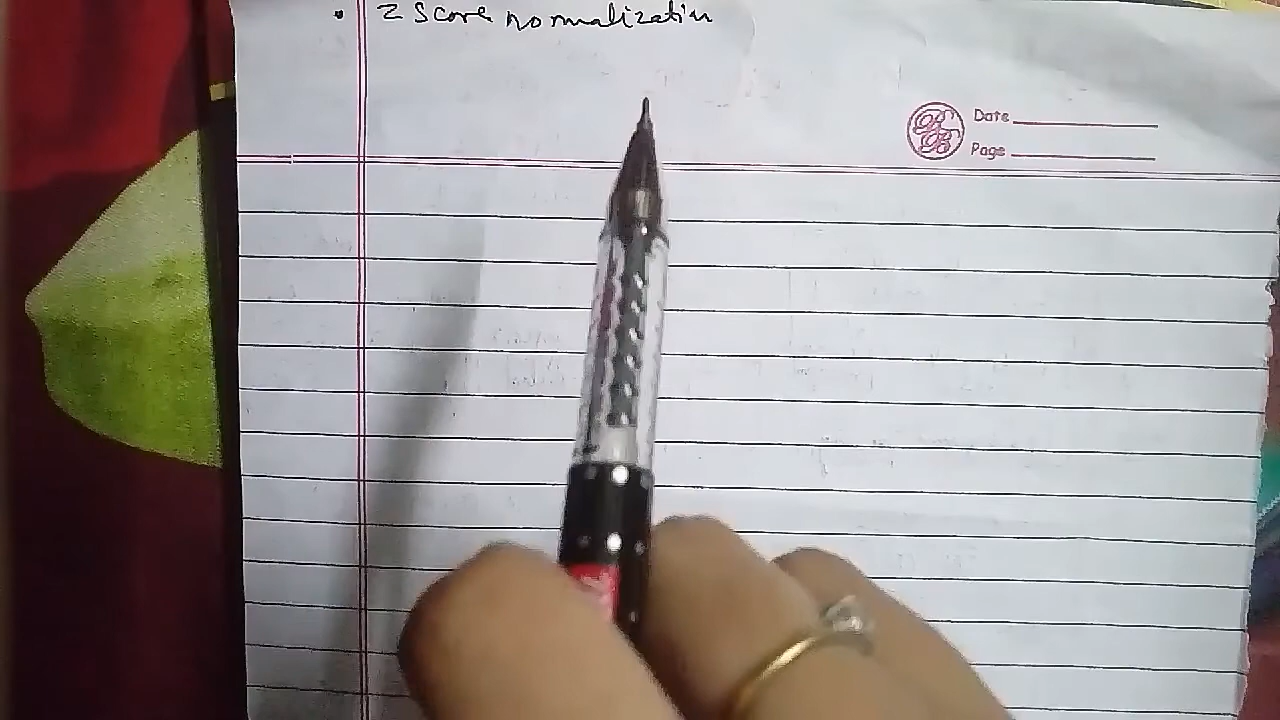 • Z Score normalization
Date
Page